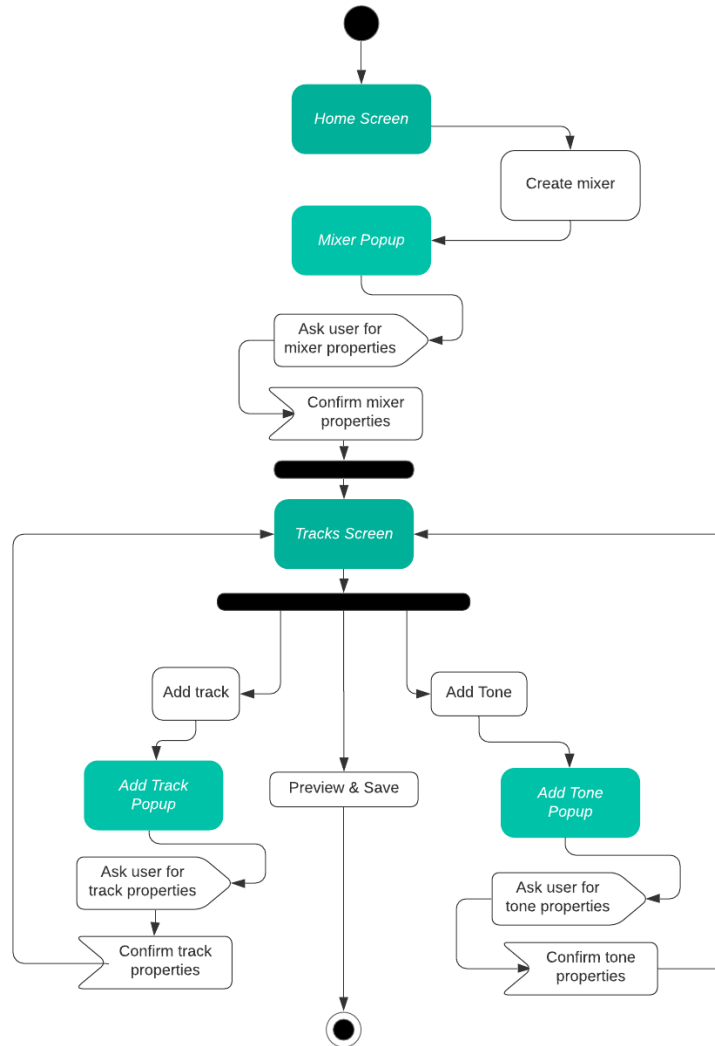 Home Screen
Create mixer
Mixer Popup
Ask user for
mixer properties
Confirm mixer
properties
Tracks Screen
Add track
Add Tone
Add Track
Popup
Preview & Save
Add Tone
Popup
Ask user for
track properties
Ask user for
tone properties
Confirm track
properties
Confirm tone
properties